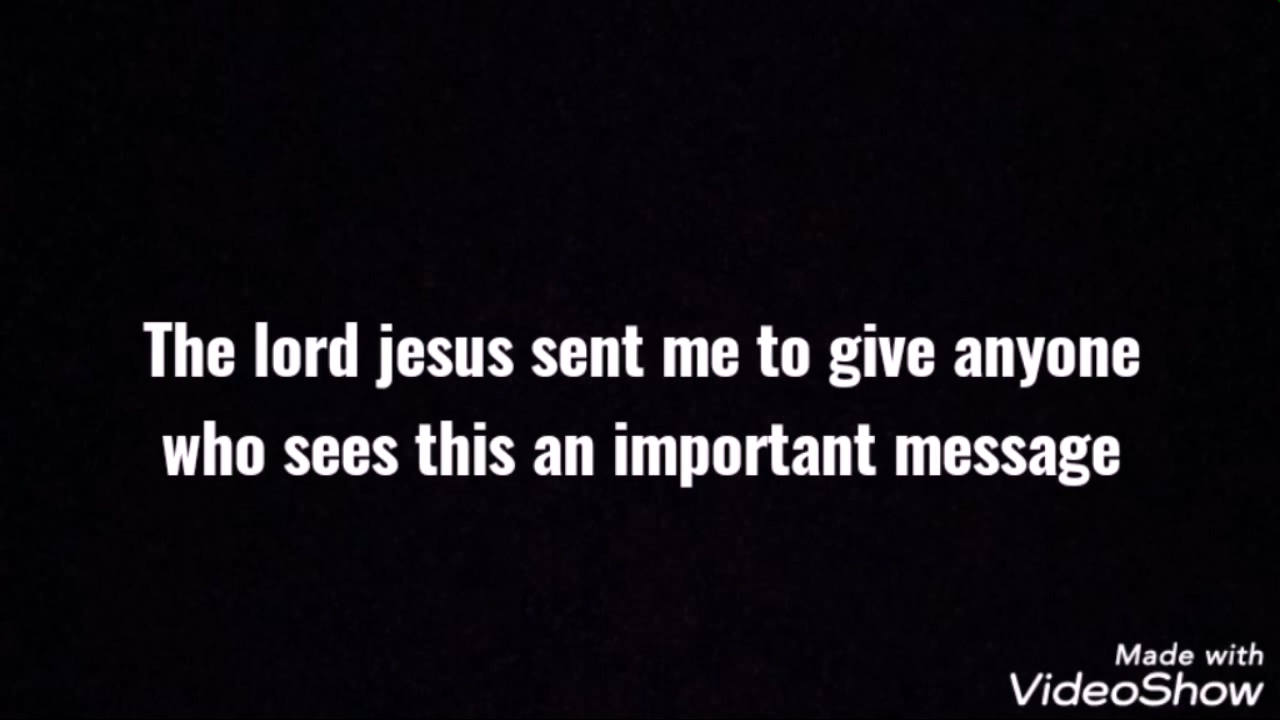 The lord jesus sent me to give anyone
who sees this an important message
Made with
VideoShow